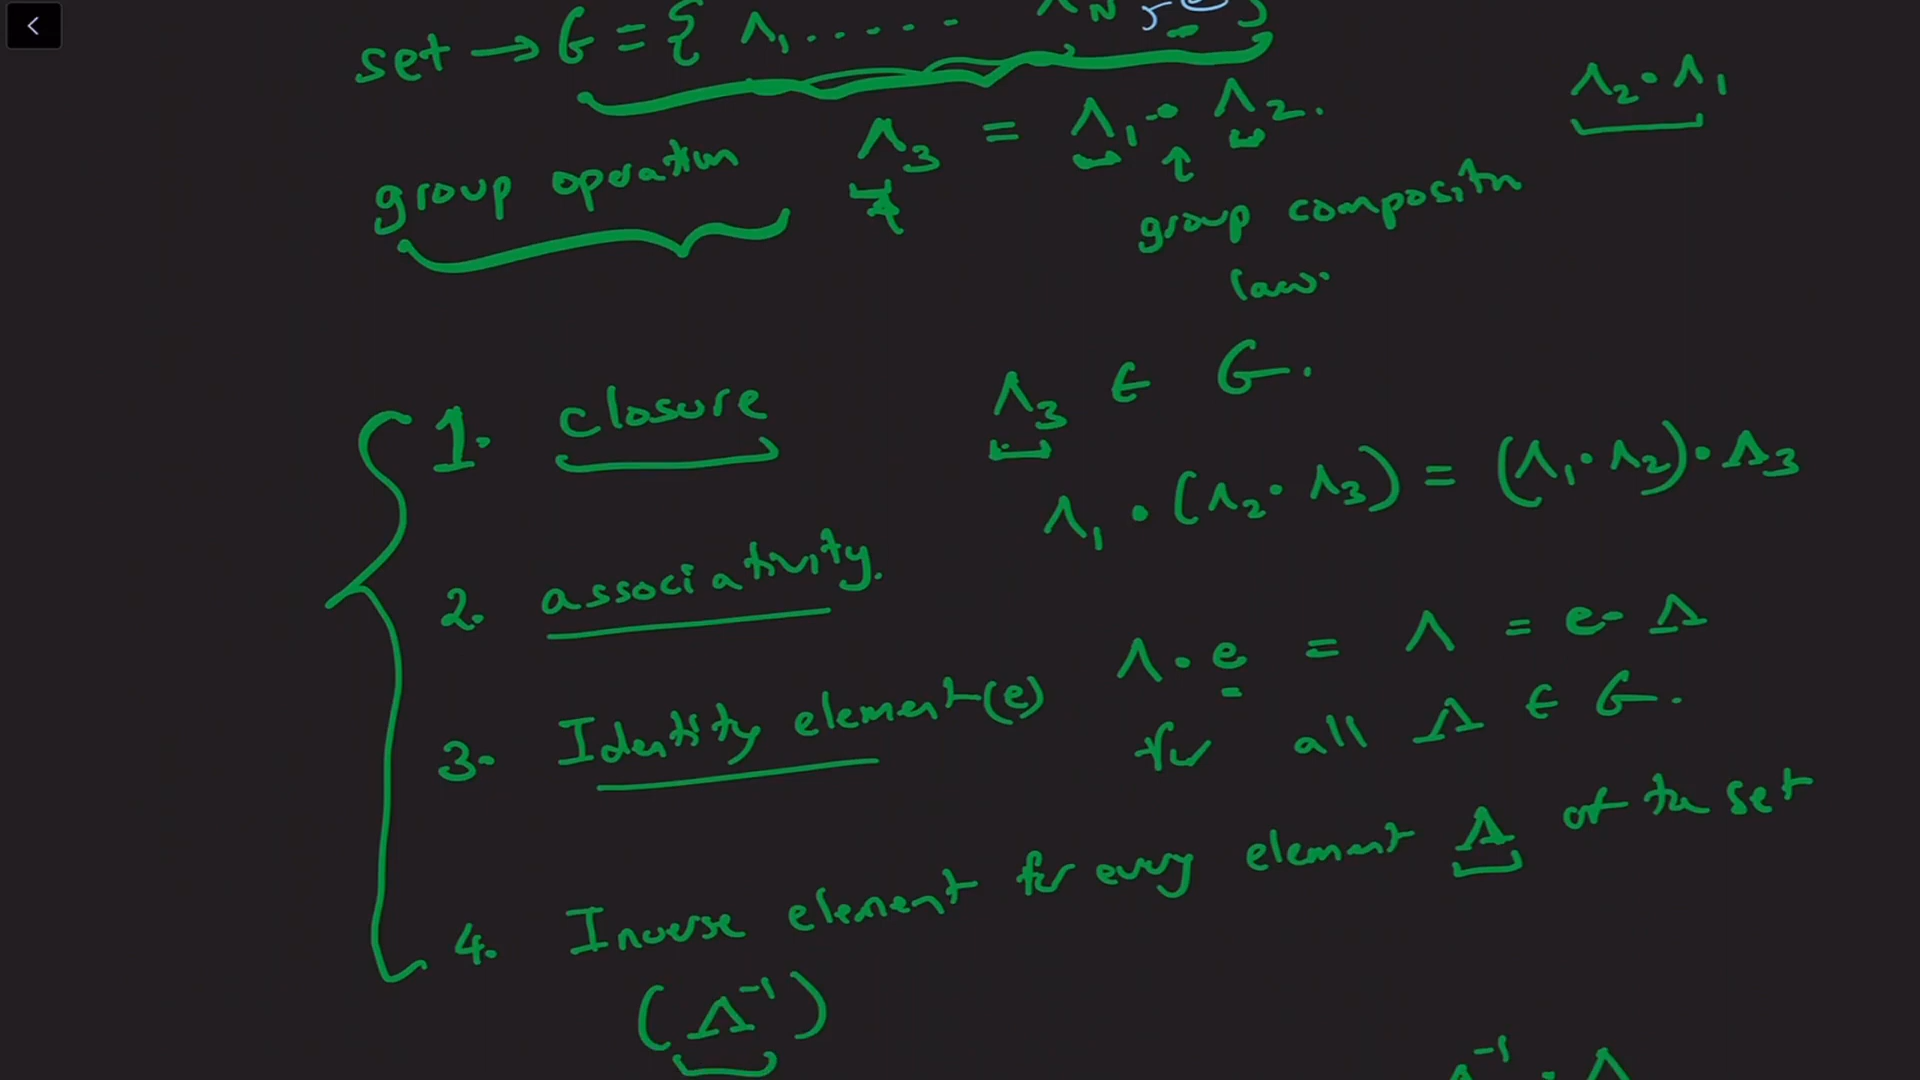 set → G = { Λ₁ ...... Λ_N, e }
Λ₂ · Λ₁
group operation Λ₃ = Λ₁ · Λ₂.
group compositn
law.
1. closure Λ₃ ∈ G.
Λ₁ · (Λ₂ · Λ₃) = (Λ₁ · Λ₂) · Λ₃
2. associativity.
3. Identity element (e) Λ · e = Λ = e · Λ
for all Λ ∈ G.
4. Inverse element for every element Λ of the set
(Λ⁻¹)
Λ⁻¹ · Λ